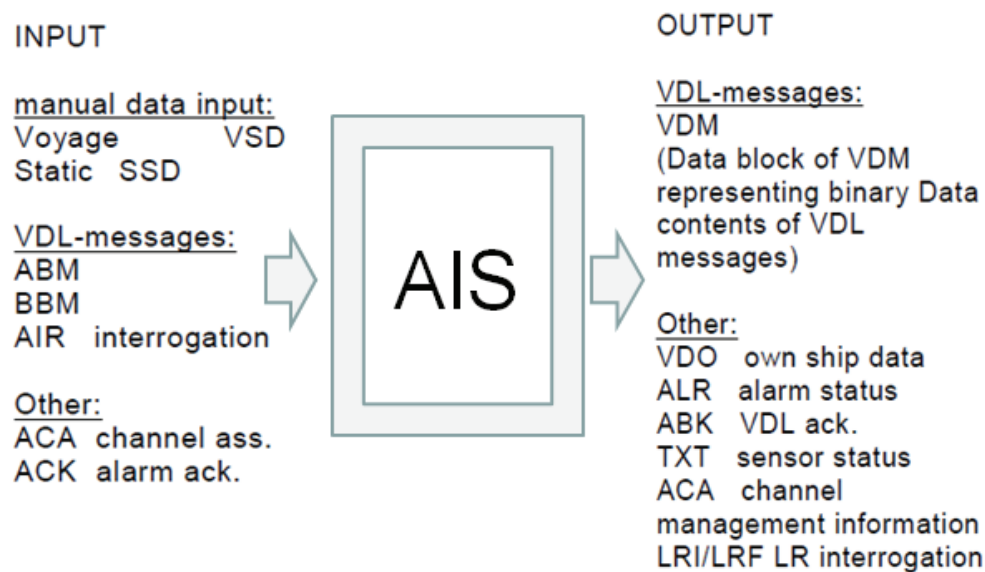 INPUT
manual data input:
Voyage VSD
Static SSD
VDL-messages:
ABM
BBM
AIR interrogation
Other:
ACA channel ass.
ACK alarm ack.
AIS
OUTPUT
VDL-messages:
VDM
(Data block of VDM
representing binary Data
contents of VDL
messages)
Other:
VDO own ship data
ALR alarm status
ABK VDL ack.
TXT sensor status
ACA channel
management information
LRI/LRF LR interrogation